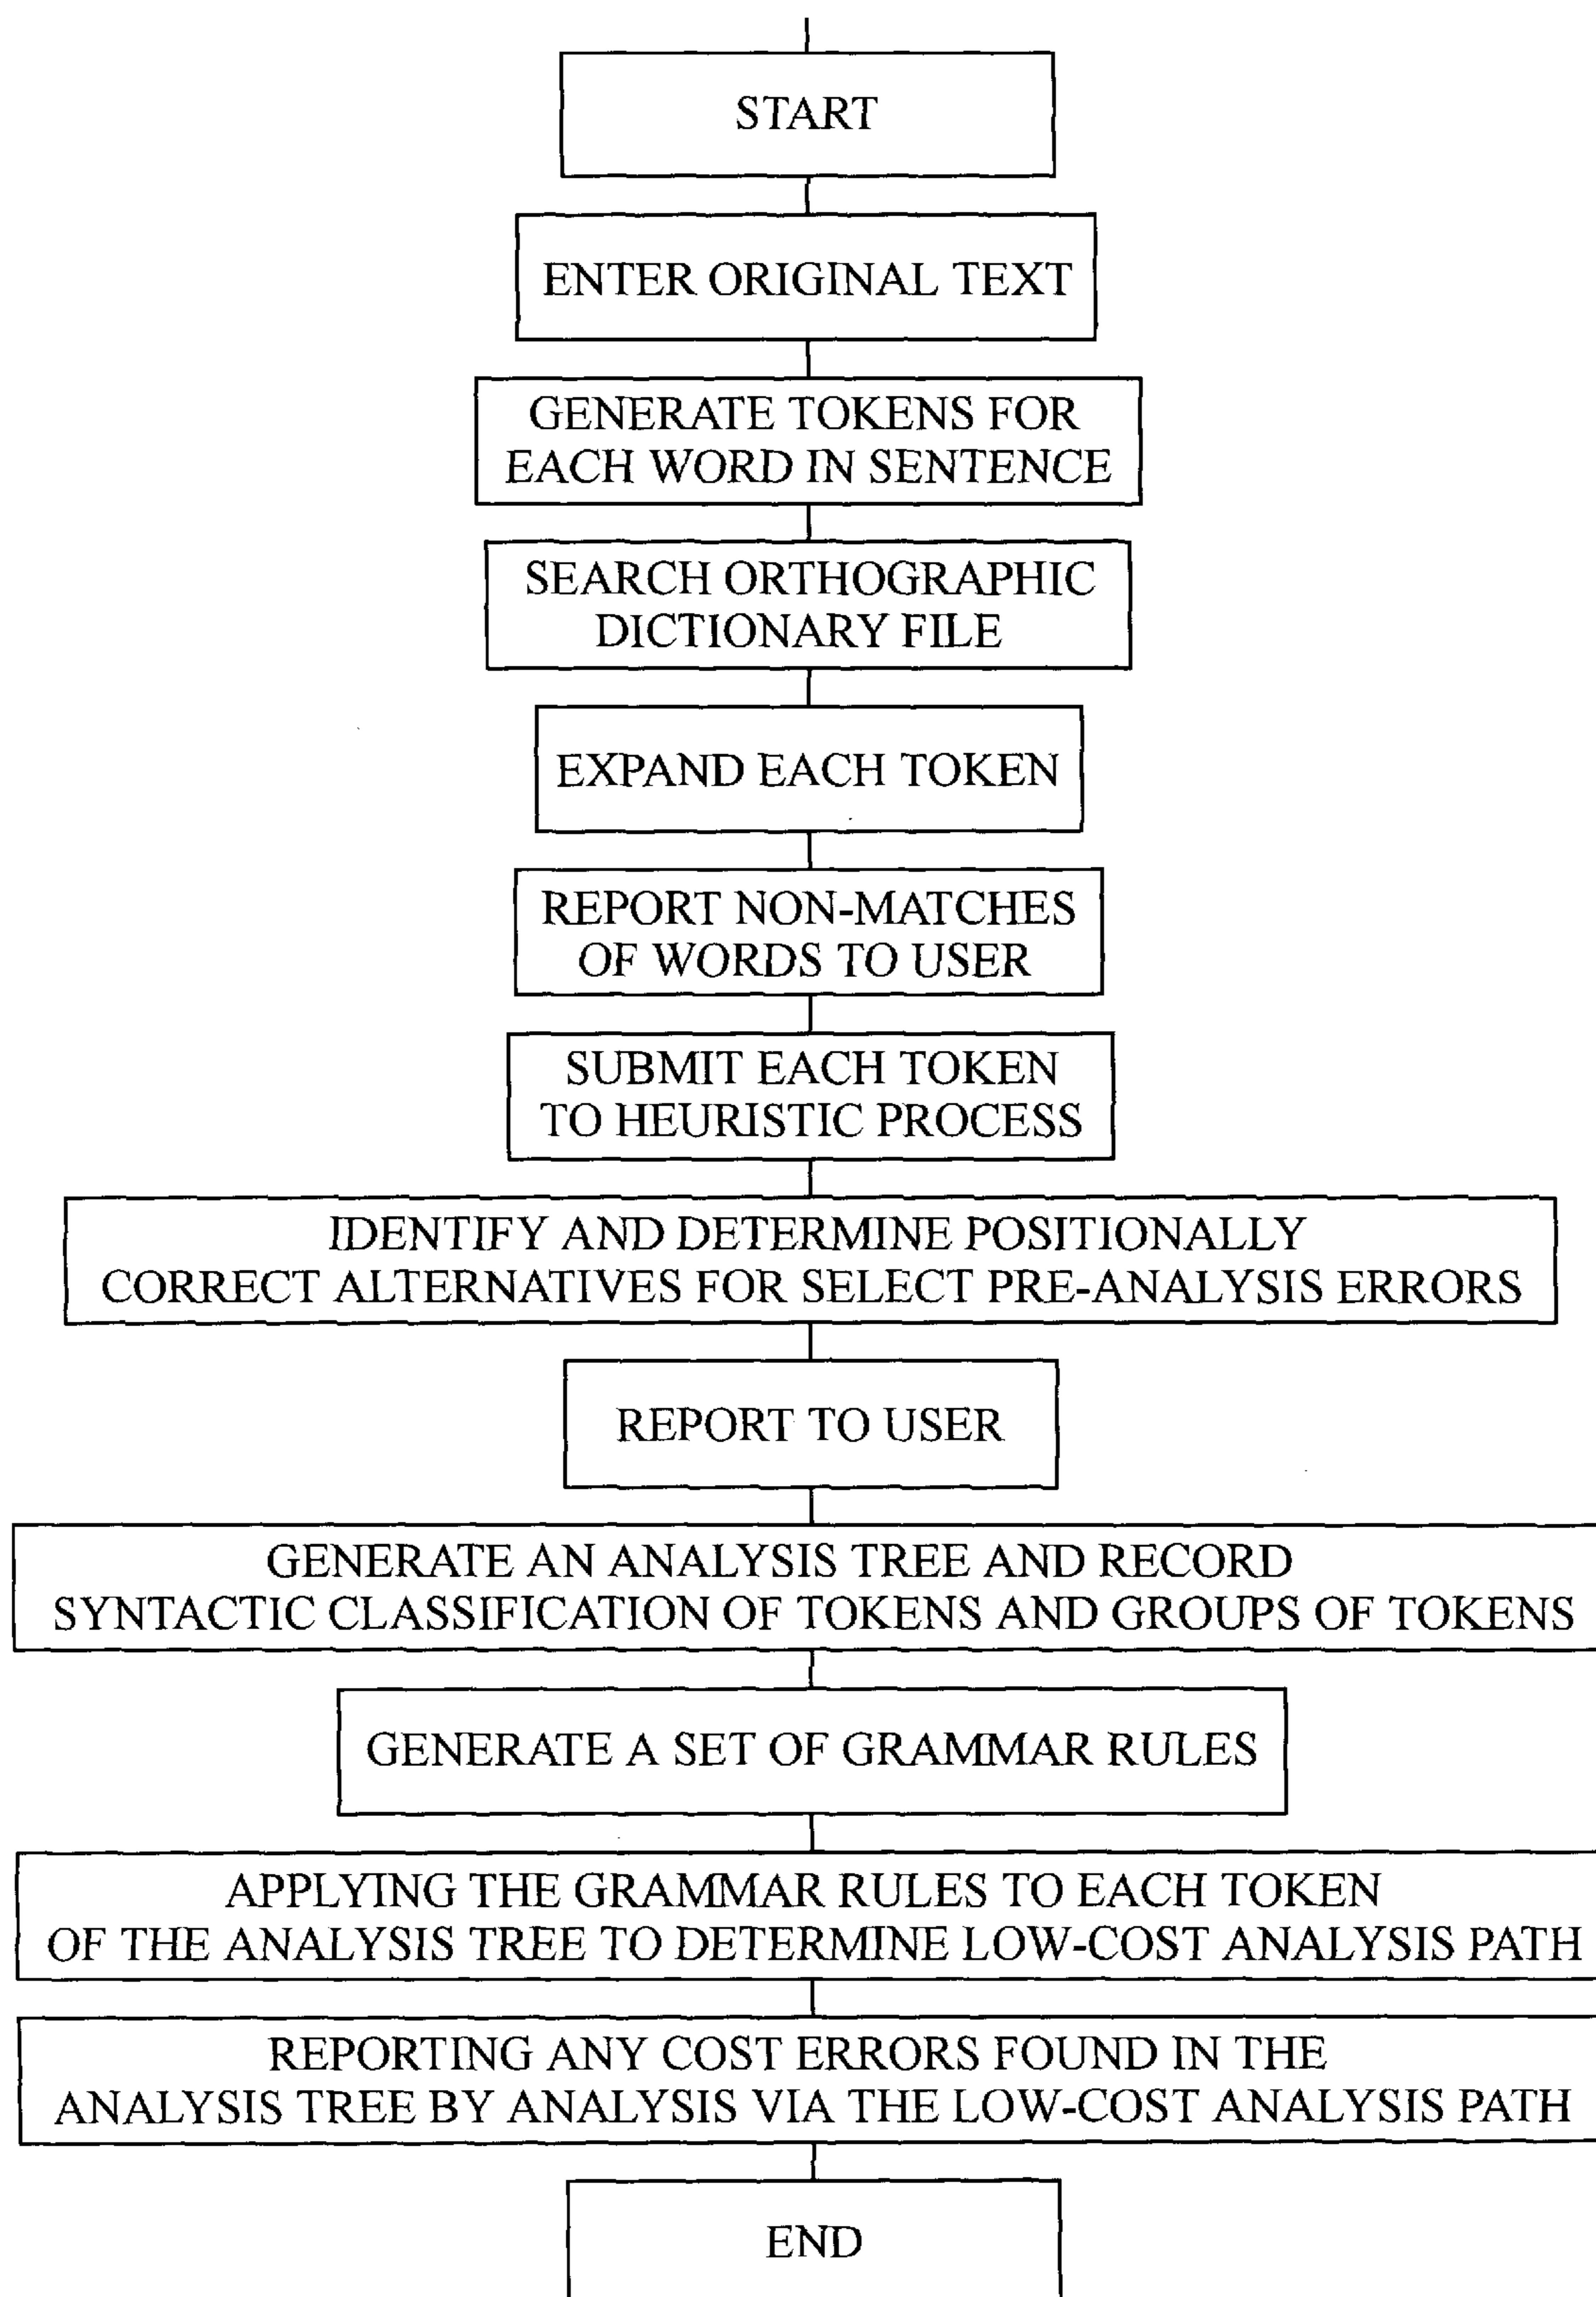 START
ENTER ORIGINAL TEXT
GENERATE TOKENS FOR
EACH WORD IN SENTENCE
SEARCH ORTHOGRAPHIC
DICTIONARY FILE
EXPAND EACH TOKEN
REPORT NON-MATCHES
OF WORDS TO USER
SUBMIT EACH TOKEN
TO HEURISTIC PROCESS
IDENTIFY AND DETERMINE POSITIONALLY
CORRECT ALTERNATIVES FOR SELECT PRE-ANALYSIS ERRORS
REPORT TO USER
GENERATE AN ANALYSIS TREE AND RECORD
SYNTACTIC CLASSIFICATION OF TOKENS AND GROUPS OF TOKENS
GENERATE A SET OF GRAMMAR RULES
APPLYING THE GRAMMAR RULES TO EACH TOKEN
OF THE ANALYSIS TREE TO DETERMINE LOW-COST ANALYSIS PATH
REPORTING ANY COST ERRORS FOUND IN THE
ANALYSIS TREE BY ANALYSIS VIA THE LOW-COST ANALYSIS PATH
END